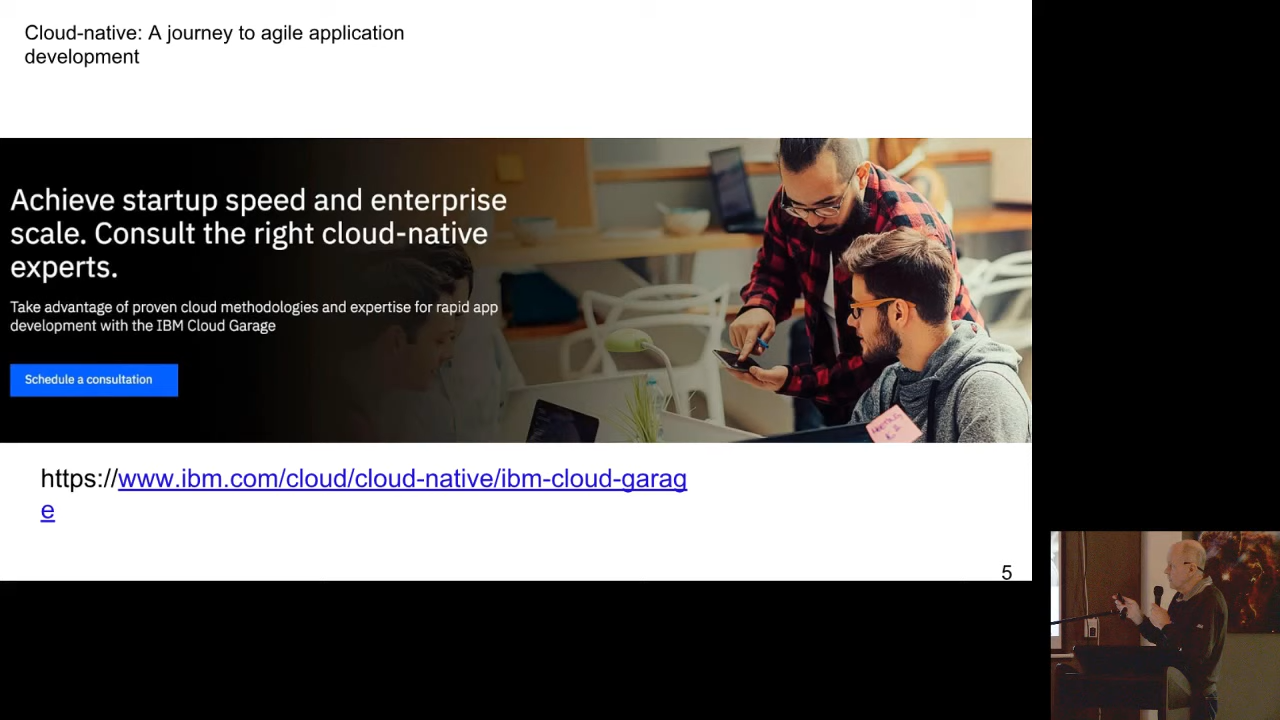 Cloud-native: A journey to agile application
development
Achieve startup speed and enterprise
scale. Consult the right cloud-native
experts.
Take advantage of proven cloud methodologies and expertise for rapid app
development with the IBM Cloud Garage
Schedule a consultation
https://www.ibm.com/cloud/cloud-native/ibm-cloud-garag
e
5